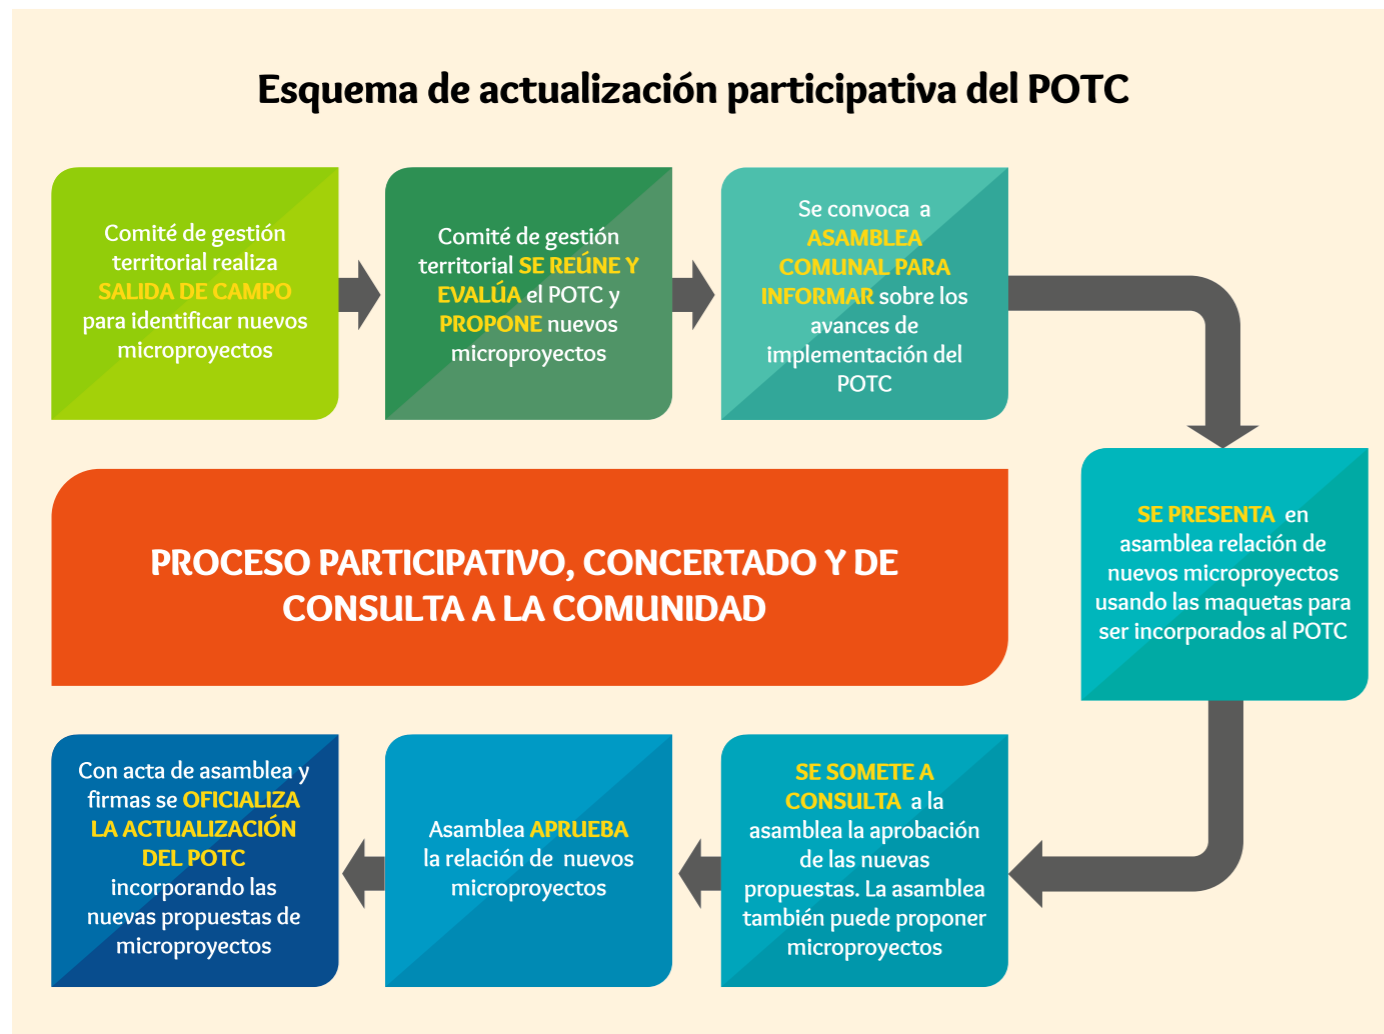 Esquema de actualización participativa del POTC
Comité de gestión
territorial realiza
SALIDA DE CAMPO
para identificar nuevos
microproyectos
Comité de gestión
territorial SE REÚNE Y
EVALÚA el POTC y
PROPONE nuevos
microproyectos
Se convoca a
ASAMBLEA
COMUNAL PARA
INFORMAR sobre los
avances de
implementación del
POTC
SE PRESENTA en
asamblea relación de
nuevos microproyectos
usando las maquetas para
ser incorporados al POTC
PROCESO PARTICIPATIVO, CONCERTADO Y DE
CONSULTA A LA COMUNIDAD
SE SOMETE A
CONSULTA a la
asamblea la aprobación
de las nuevas
propuestas. La asamblea
también puede proponer
microproyectos
Asamblea APRUEBA
la relación de nuevos
microproyectos
Con acta de asamblea y
firmas se OFICIALIZA
LA ACTUALIZACIÓN
DEL POTC
incorporando las
nuevas propuestas de
microproyectos